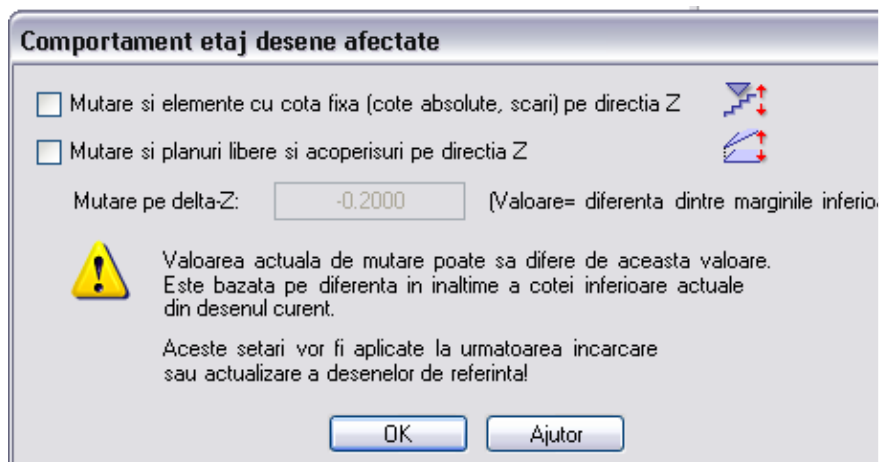 Comportament etaj desene afectate
Mutare si elemente cu cota fixa (cote absolute, scari) pe directia Z
Mutare si planuri libere si acoperisuri pe directia Z
Mutare pe delta-Z: -0.2000 (Valoare= diferenta dintre marginile inferioa
Valoarea actuala de mutare poate sa difere de aceasta valoare.
Este bazata pe diferenta in inaltime a cotei inferioare actuale
din desenul curent.
Aceste setari vor fi aplicate la urmatoarea incarcare
sau actualizare a desenelor de referinta!
OK Ajutor